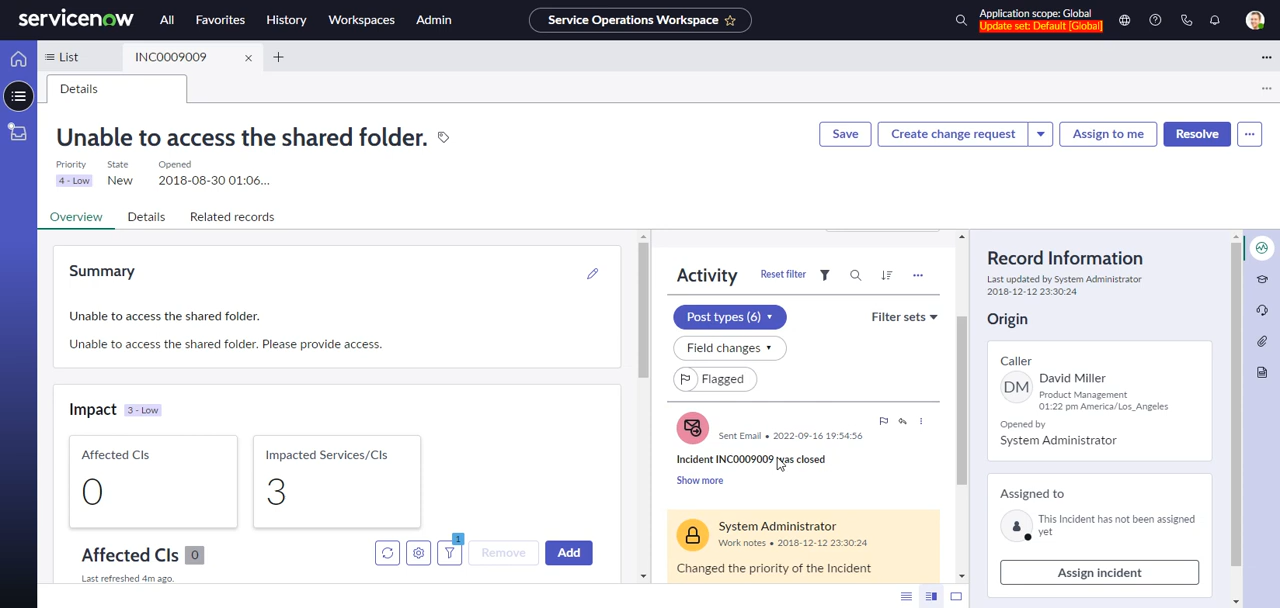 servicenow All Favorites History Workspaces Admin Service Operations Workspace Application scope: Global
Update set: Default [Global]
List INC0009009
Details
Unable to access the shared folder.
Save Create change request Assign to me Resolve
Priority State Opened
4 - Low New 2018-08-30 01:06...
Overview Details Related records
Summary
Unable to access the shared folder.
Unable to access the shared folder. Please provide access.
Impact 3 - Low
Affected CIs
0
Impacted Services/CIs
3
Affected CIs 0
Last refreshed 4m ago.
1
Remove Add
Activity Reset filter
Post types (6)
Filter sets
Field changes
Flagged
Sent Email • 2022-09-16 19:54:56
Incident INC0009009 was closed
Show more
System Administrator
Work notes • 2018-12-12 23:30:24
Changed the priority of the Incident
Record Information
Last updated by System Administrator
2018-12-12 23:30:24
Origin
Caller
DM
David Miller
Product Management
01:22 pm America/Los_Angeles
Opened by
System Administrator
Assigned to
This Incident has not been assigned
yet
Assign incident